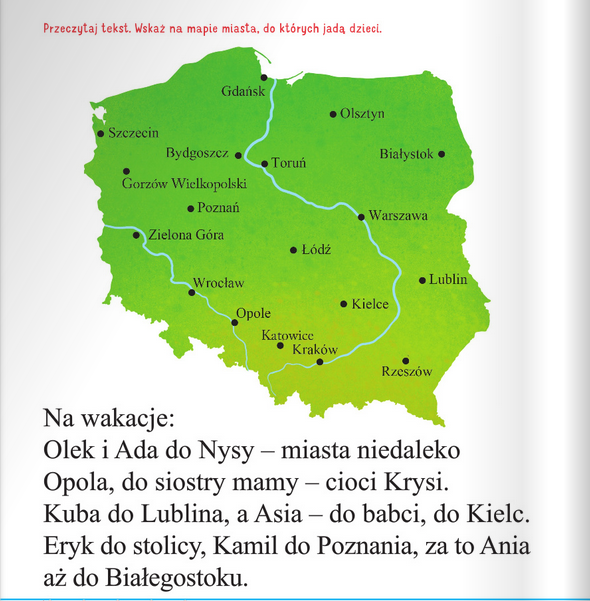 Przeczytaj tekst. Wskaż na mapie miasta, do których jadą dzieci.
Gdańsk
Olsztyn
Szczecin
Bydgoszcz
Toruń
Białystok
Gorzów Wielkopolski
Poznań
Warszawa
Zielona Góra
Łódź
Lublin
Wrocław
Kielce
Opole
Katowice
Kraków
Rzeszów
Na wakacje:
Olek i Ada do Nysy – miasta niedaleko
Opola, do siostry mamy – cioci Krysi.
Kuba do Lublina, a Asia – do babci, do Kielc.
Eryk do stolicy, Kamil do Poznania, za to Ania
aż do Białegostoku.